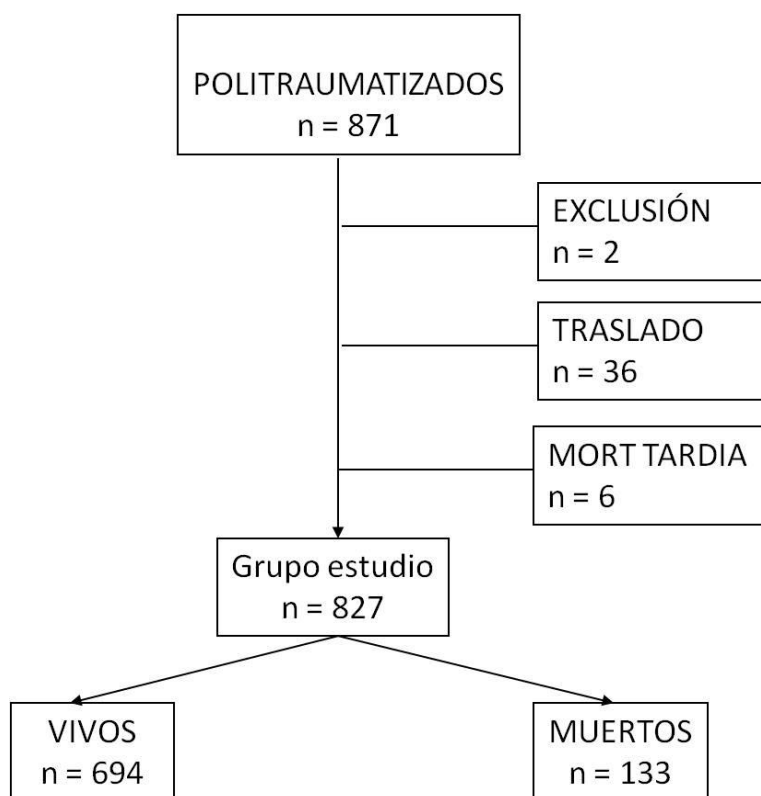 POLITRAUMATIZADOS
n = 871
EXCLUSIÓN
n = 2
TRASLADO
n = 36
MORT TARDIA
n = 6
Grupo estudio
n = 827
VIVOS
n = 694
MUERTOS
n = 133